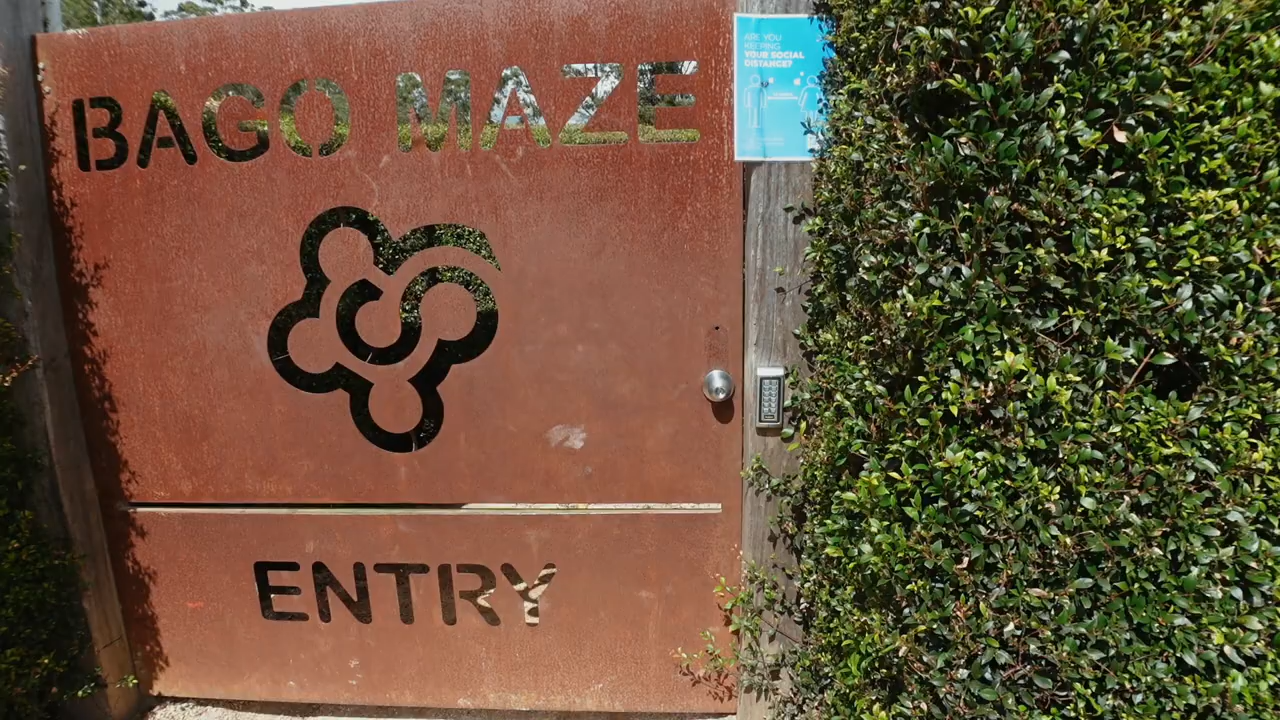 BAGO MAZE
ARE YOU
KEEPING
YOUR SOCIAL
DISTANCE?
ENTRY